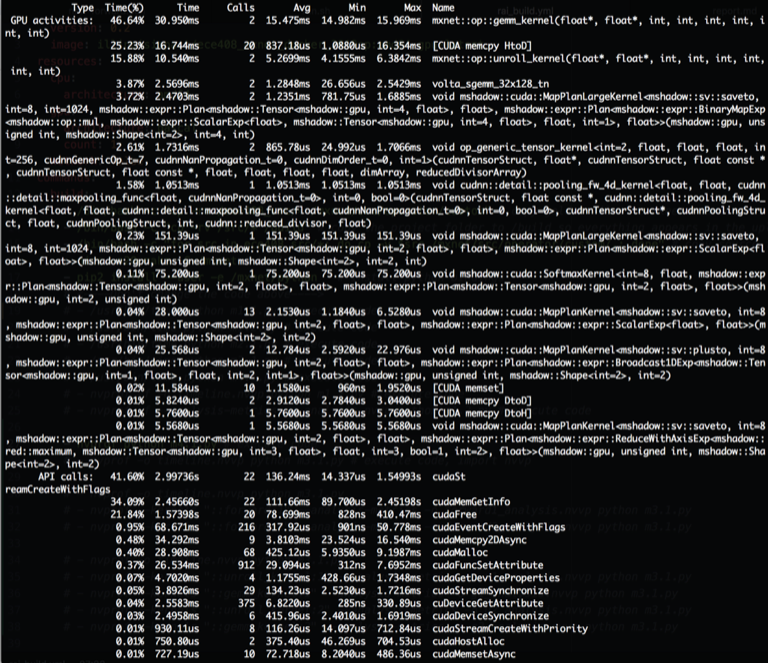 Type Time(%) Time Calls Avg Min Max Name
GPU activities: 46.64% 30.950ms 2 15.475ms 14.982ms 15.969ms mxnet::op::gemm_kernel(float*, float*, int, int, int, int, i
nt, int)
25.23% 16.744ms 20 837.18us 1.0880us 16.354ms [CUDA memcpy HtoD]
15.88% 10.540ms 2 5.2699ms 4.1555ms 6.3842ms mxnet::op::unroll_kernel(float*, float*, int, int, int, int,
int, int)
3.87% 2.5696ms 2 1.2848ms 26.656us 2.5429ms volta_sgemm_32x128_tn
3.72% 2.4703ms 2 1.2351ms 781.75us 1.6885ms void mshadow::cuda::MapPlanLargeKernel<mshadow::sv::saveto,
int=8, int=1024, mshadow::expr::Plan<mshadow::Tensor<mshadow::gpu, int=4, float>, float>, mshadow::expr::Plan<mshadow::expr::BinaryMapExp
<mshadow::op::mul, mshadow::expr::ScalarExp<float>, mshadow::Tensor<mshadow::gpu, int=4, float>, float, int=1>, float>>(mshadow::gpu, uns
igned int, mshadow::Shape<int=2>, int=4, int)
2.61% 1.7316ms 2 865.78us 24.992us 1.7066ms void op_generic_tensor_kernel<int=2, float, float, float, in
t=256, cudnnGenericOp_t=7, cudnnNanPropagation_t=0, cudnnDimOrder_t=0, int=1>(cudnnTensorStruct, float*, cudnnTensorStruct, float const *
, cudnnTensorStruct, float const *, float, float, float, float, dimArray, reducedDivisorArray)
1.58% 1.0513ms 1 1.0513ms 1.0513ms 1.0513ms void cudnn::detail::pooling_fw_4d_kernel<float, float, cudnn
::detail::maxpooling_func<float, cudnnNanPropagation_t=0>, int=0, bool=0>(cudnnTensorStruct, float const *, cudnn::detail::pooling_fw_4d_
kernel<float, float, cudnn::detail::maxpooling_func<float, cudnnNanPropagation_t=0>, int=0, bool=0>, cudnnTensorStruct*, cudnnPoolingStru
ct, float, cudnnPoolingStruct, int, cudnn::reduced_divisor, float)
0.23% 151.39us 1 151.39us 151.39us 151.39us void mshadow::cuda::MapPlanLargeKernel<mshadow::sv::saveto,
int=8, int=1024, mshadow::expr::Plan<mshadow::Tensor<mshadow::gpu, int=2, float>, float>, mshadow::expr::Plan<mshadow::expr::ScalarExp<fl
oat>, float>>(mshadow::gpu, unsigned int, mshadow::Shape<int=2>, int=2, int)
0.11% 75.200us 1 75.200us 75.200us 75.200us void mshadow::cuda::SoftmaxKernel<int=8, float, mshadow::exp
r::Plan<mshadow::Tensor<mshadow::gpu, int=2, float>, float>, mshadow::expr::Plan<mshadow::Tensor<mshadow::gpu, int=2, float>, float>>(msh
adow::gpu, int=2, unsigned int)
0.04% 28.000us 13 2.1530us 1.1840us 6.5280us void mshadow::cuda::MapPlanKernel<mshadow::sv::saveto, int=8
, mshadow::expr::Plan<mshadow::Tensor<mshadow::gpu, int=2, float>, float>, mshadow::expr::Plan<mshadow::expr::ScalarExp<float>, float>>(m
shadow::gpu, unsigned int, mshadow::Shape<int=2>, int=2)
0.04% 25.568us 2 12.784us 2.5920us 22.976us void mshadow::cuda::MapPlanKernel<mshadow::sv::plusto, int=8
, mshadow::expr::Plan<mshadow::Tensor<mshadow::gpu, int=2, float>, float>, mshadow::expr::Plan<mshadow::expr::Broadcast1DExp<mshadow::Ten
sor<mshadow::gpu, int=1, float>, float, int=2, int=1>, float>>(mshadow::gpu, unsigned int, mshadow::Shape<int=2>, int=2)
0.02% 11.584us 10 1.1580us 960ns 1.9520us [CUDA memset]
0.01% 5.8240us 2 2.9120us 2.7840us 3.0400us [CUDA memcpy DtoD]
0.01% 5.7600us 1 5.7600us 5.7600us 5.7600us [CUDA memcpy DtoH]
0.01% 5.5680us 1 5.5680us 5.5680us 5.5680us void mshadow::cuda::MapPlanKernel<mshadow::sv::saveto, int=8
, mshadow::expr::Plan<mshadow::Tensor<mshadow::gpu, int=2, float>, float>, mshadow::expr::Plan<mshadow::expr::ReduceWithAxisExp<mshadow::
red::maximum, mshadow::Tensor<mshadow::gpu, int=3, float>, float, int=3, bool=1, int=2>, float>>(mshadow::gpu, unsigned int, mshadow::Sha
pe<int=2>, int=2)
API calls: 41.60% 2.99736s 22 136.24ms 14.337us 1.54993s cudaSt
reamCreateWithFlags
34.09% 2.45660s 22 111.66ms 89.700us 2.45198s cudaMemGetInfo
21.84% 1.57398s 20 78.699ms 828ns 410.47ms cudaFree
0.95% 68.671ms 216 317.92us 901ns 50.778ms cudaEventCreateWithFlags
0.48% 34.292ms 9 3.8103ms 23.524us 16.540ms cudaMemcpy2DAsync
0.40% 28.908ms 68 425.12us 5.9350us 9.1987ms cudaMalloc
0.37% 26.534ms 912 29.094us 312ns 7.6952ms cudaFuncSetAttribute
0.07% 4.7020ms 4 1.1755ms 428.66us 1.7348ms cudaGetDeviceProperties
0.05% 3.8926ms 29 134.23us 2.5230us 1.7216ms cudaStreamSynchronize
0.04% 2.5583ms 375 6.8220us 285ns 330.89us cuDeviceGetAttribute
0.03% 2.4958ms 6 415.96us 2.4010us 1.6919ms cudaDeviceSynchronize
0.01% 930.11us 8 116.26us 14.097us 712.84us cudaStreamCreateWithPriority
0.01% 750.80us 2 375.40us 46.269us 704.53us cudaHostAlloc
0.01% 727.19us 10 72.718us 8.2040us 486.36us cudaMemsetAsync